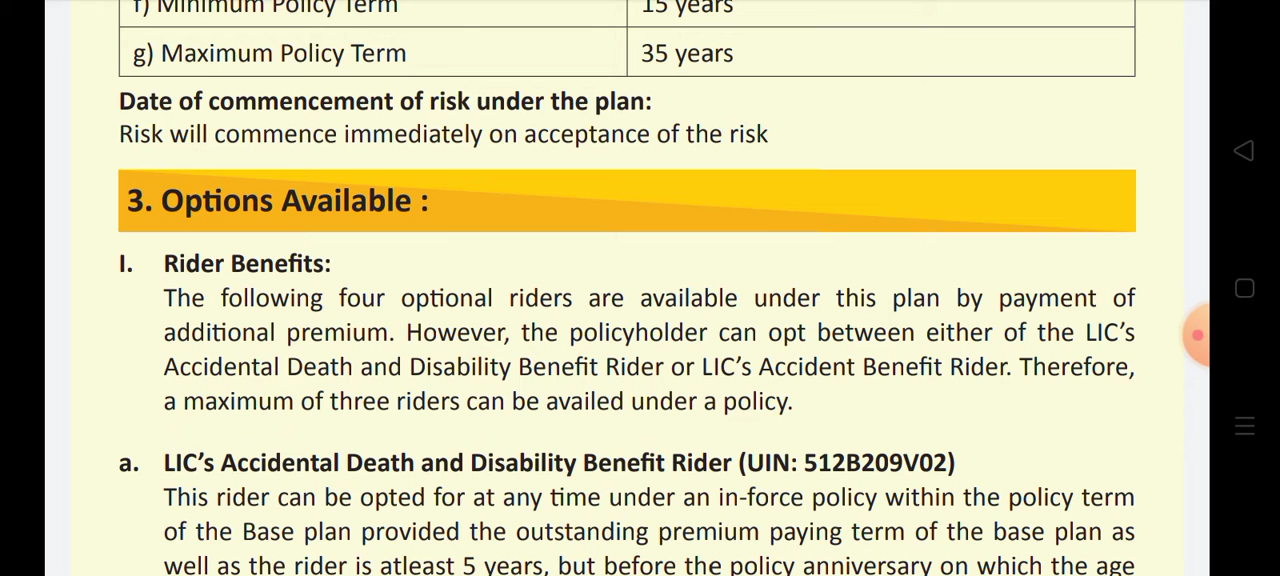 f) Minimum Policy Term 15 years
g) Maximum Policy Term 35 years
Date of commencement of risk under the plan:
Risk will commence immediately on acceptance of the risk
3. Options Available :
I. Rider Benefits:
The following four optional riders are available under this plan by payment of
additional premium. However, the policyholder can opt between either of the LIC’s
Accidental Death and Disability Benefit Rider or LIC’s Accident Benefit Rider. Therefore,
a maximum of three riders can be availed under a policy.
a. LIC’s Accidental Death and Disability Benefit Rider (UIN: 512B209V02)
This rider can be opted for at any time under an in-force policy within the policy term
of the Base plan provided the outstanding premium paying term of the base plan as
well as the rider is atleast 5 years, but before the policy anniversary on which the age